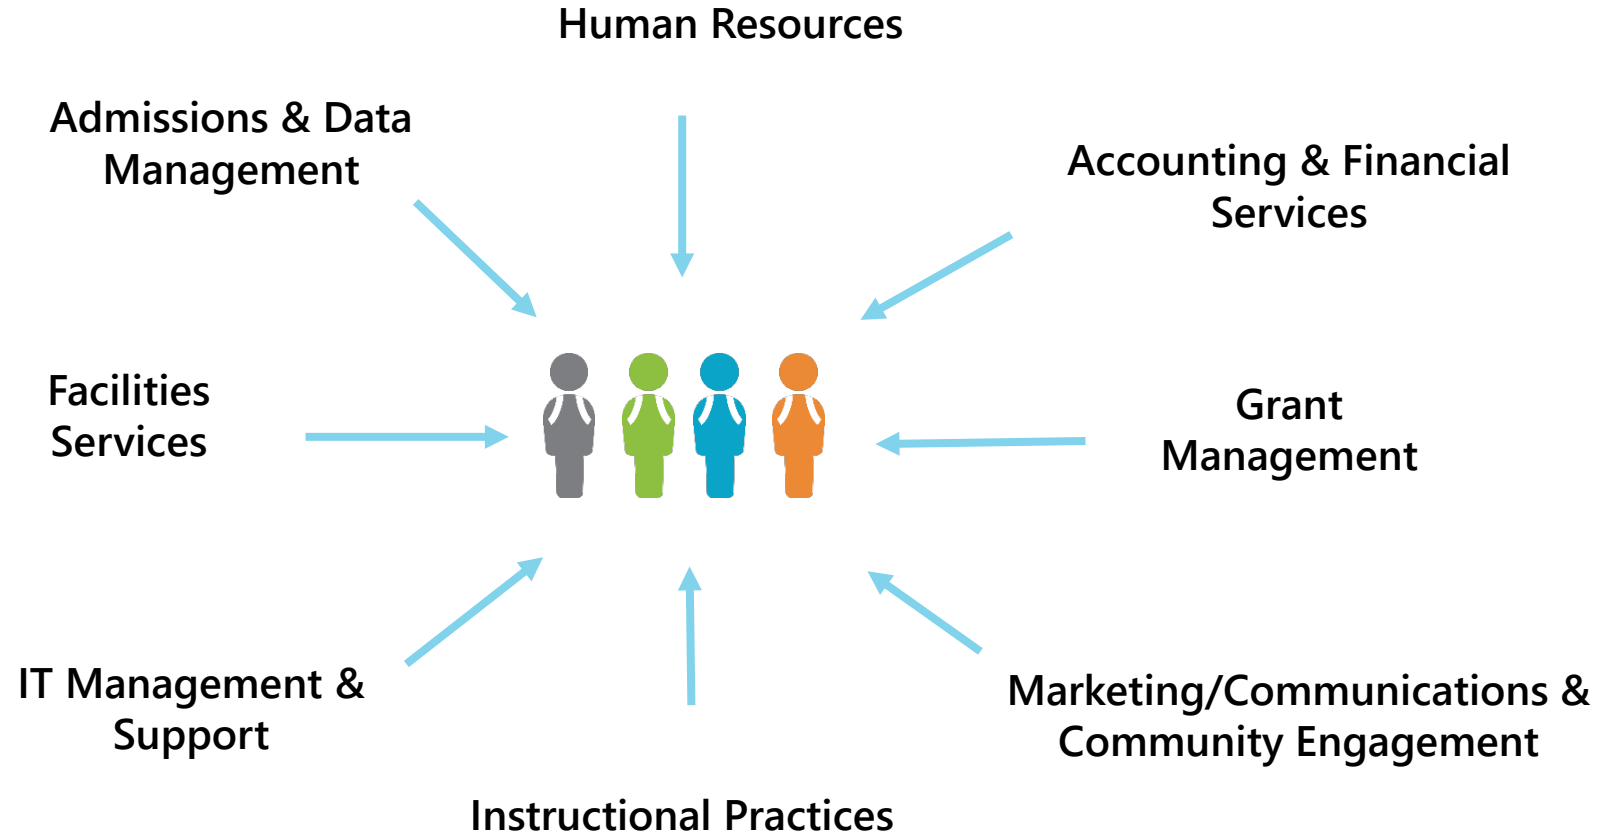 Human Resources
Admissions & Data
Management
Accounting & Financial
Services
Facilities
Services
Grant
Management
IT Management &
Support
Marketing/Communications &
Community Engagement
Instructional Practices